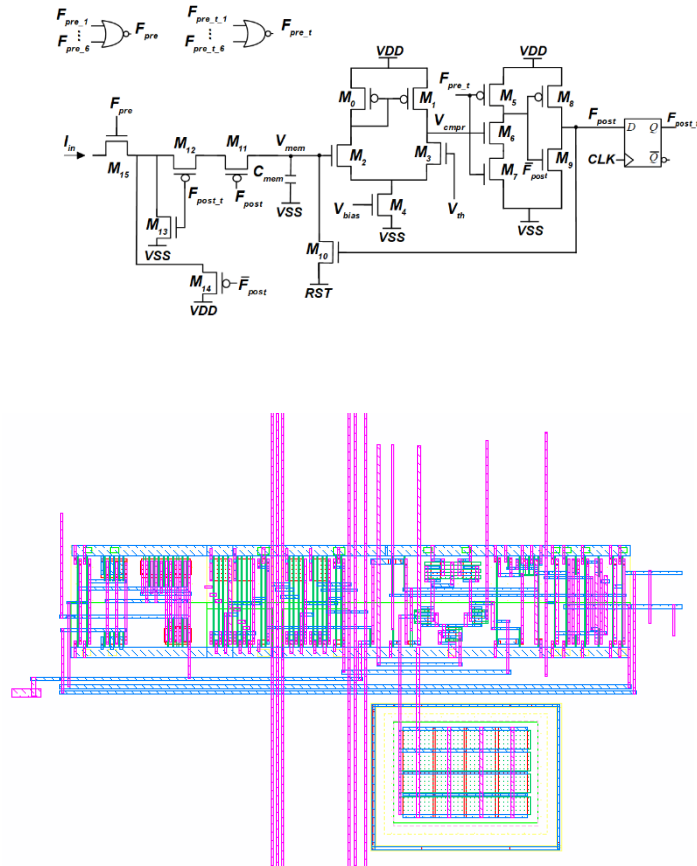 F_pre_1
F_pre_6
F_pre
F_pre_t_1
F_pre_t_6
F_pre_t
VDD
VDD
M_0
M_1
F_pre_t
M_5
M_8
F_pre
I_in
M_12
M_11
V_mem
V_cmpr
M_6
F_post
D Q
F_post_t
M_15
M_2
M_3
C_mem
M_7
F̅_post
M_9
CLK
Q̅
F_post_t
F_post
VSS
M_13
V_bias
M_4
V_th
VSS
VSS
VSS
M_10
M_14
F̅_post
VDD
RST